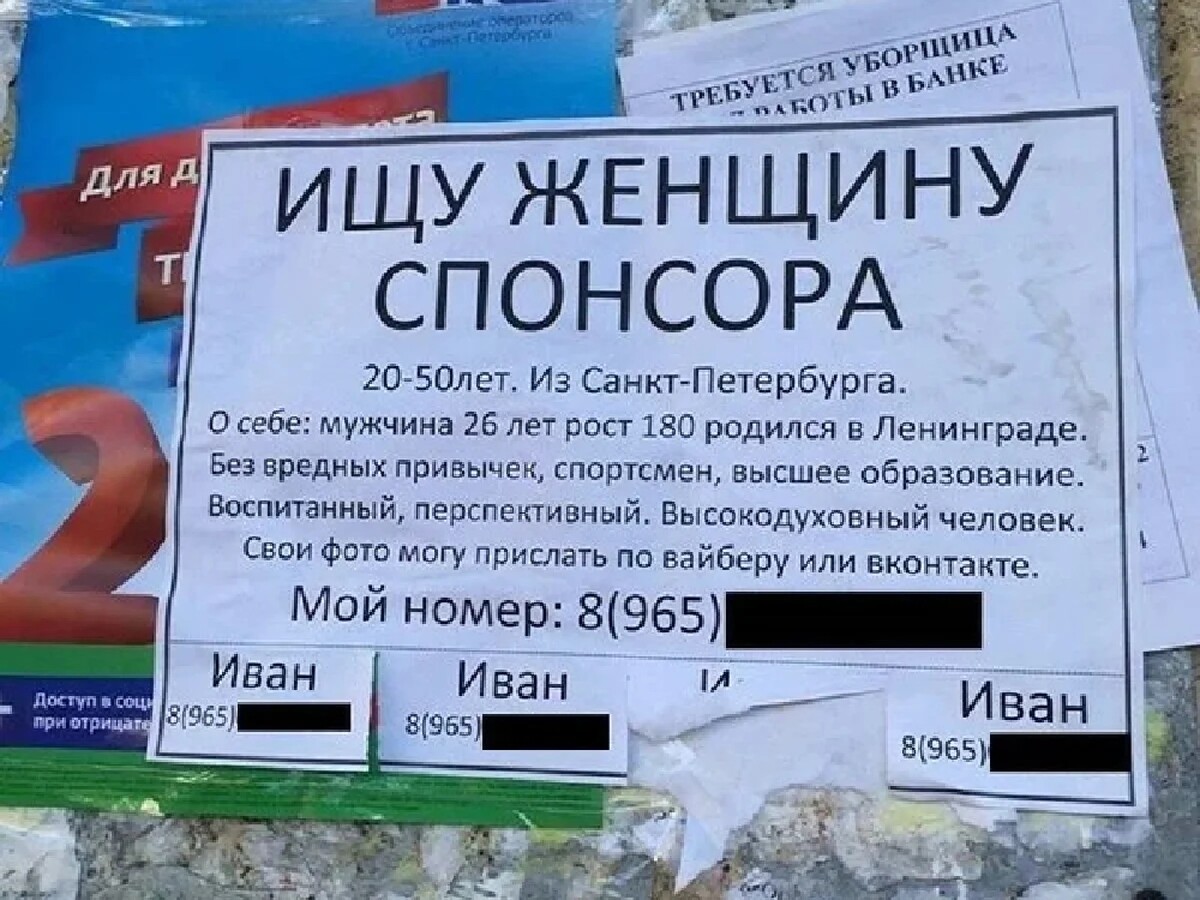 Объединение операторов
г. Санкт-Петербурга
ТРЕБУЕТСЯ УБОРЩИЦА
РАБОТЫ В БАНКЕ
Для д
ИЩУ ЖЕНЩИНУ
СПОНСОРА
20-50лет. Из Санкт-Петербурга.
О себе: мужчина 26 лет рост 180 родился в Ленинграде.
Без вредных привычек, спортсмен, высшее образование.
Воспитанный, перспективный. Высокодуховный человек.
Свои фото могу прислать по вайберу или вконтакте.
Мой номер: 8(965)
2
Иван
8(965)
Иван
8(965)
Иван
8(965)
Доступ в соци
при отрицате